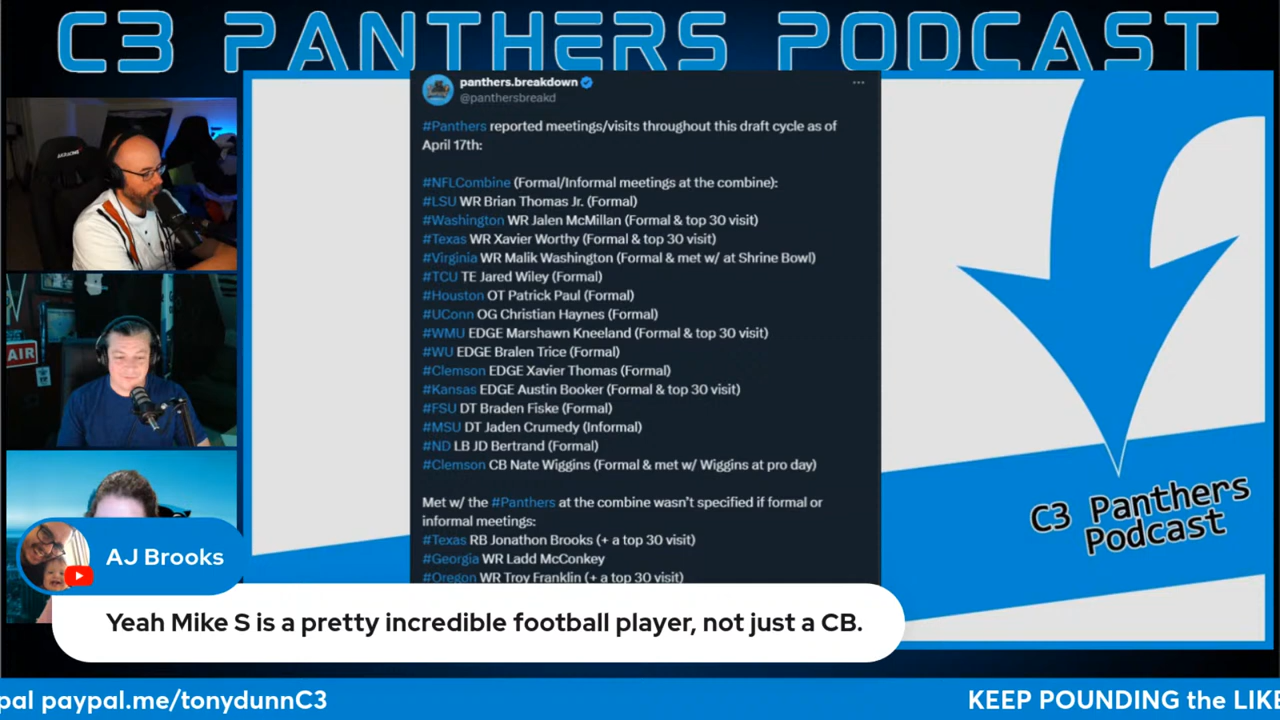 C3 PANTHERS PODCAST
panthers.breakdown
@panthersbreakd
#Panthers reported meetings/visits throughout this draft cycle as of
April 17th:
#NFLCombine (Formal/Informal meetings at the combine):
#LSU WR Brian Thomas Jr. (Formal)
#Washington WR Jalen McMillan (Formal & top 30 visit)
#Texas WR Xavier Worthy (Formal & top 30 visit)
#Virginia WR Malik Washington (Formal & met w/ at Shrine Bowl)
#TCU TE Jared Wiley (Formal)
#Houston OT Patrick Paul (Formal)
#UConn OG Christian Haynes (Formal)
#WMU EDGE Marshawn Kneeland (Formal & top 30 visit)
#WU EDGE Bralen Trice (Formal)
#Clemson EDGE Xavier Thomas (Formal)
#Kansas EDGE Austin Booker (Formal & top 30 visit)
#FSU DT Braden Fiske (Formal)
#MSU DT Jaden Crumedy (Informal)
#ND LB JD Bertrand (Formal)
#Clemson CB Nate Wiggins (Formal & met w/ Wiggins at pro day)
Met w/ the #Panthers at the combine wasn't specified if formal or
informal meetings:
#Texas RB Jonathon Brooks (+ a top 30 visit)
#Georgia WR Ladd McConkey
#Oregon WR Troy Franklin (+ a top 30 visit)
C3 Panthers
Podcast
AIR
AJ Brooks
Yeah Mike S is a pretty incredible football player, not just a CB.
pal paypal.me/tonydunnC3
KEEP POUNDING the LIKE